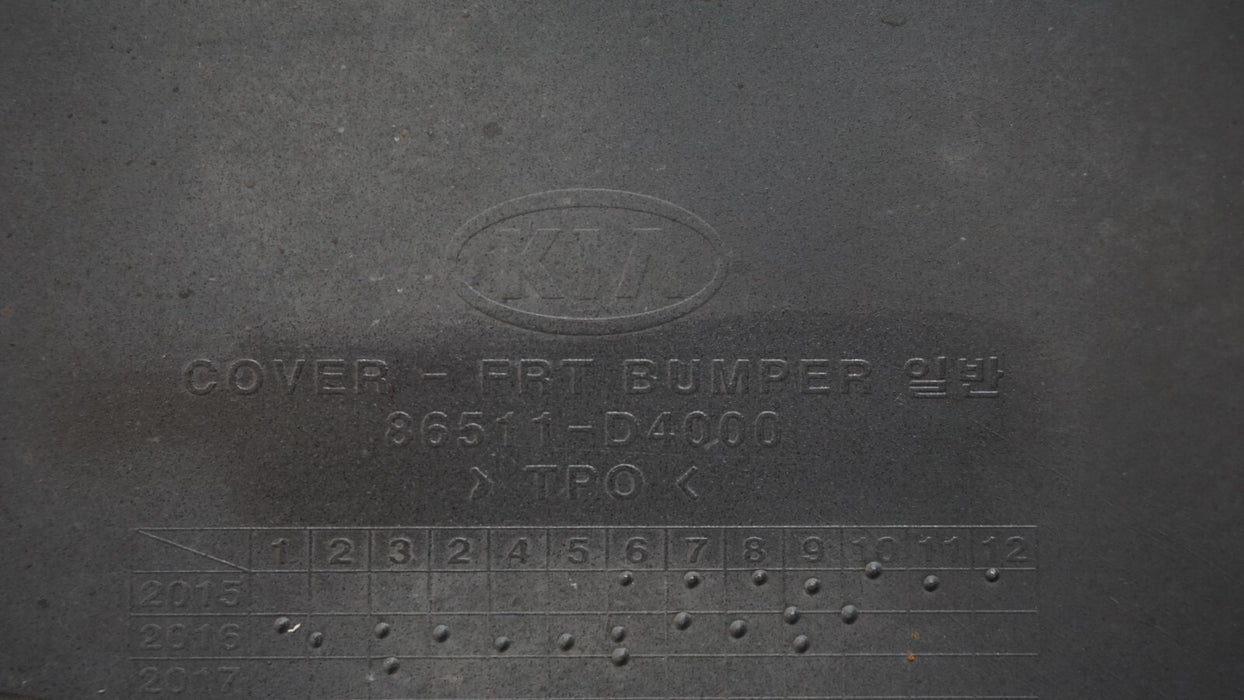 KIA
COVER - FRT BUMPER 일반
86511-D4000
> TPO <
1 2 3 2 4 5 6 7 8 9 10 11 12
2015
2016
2017